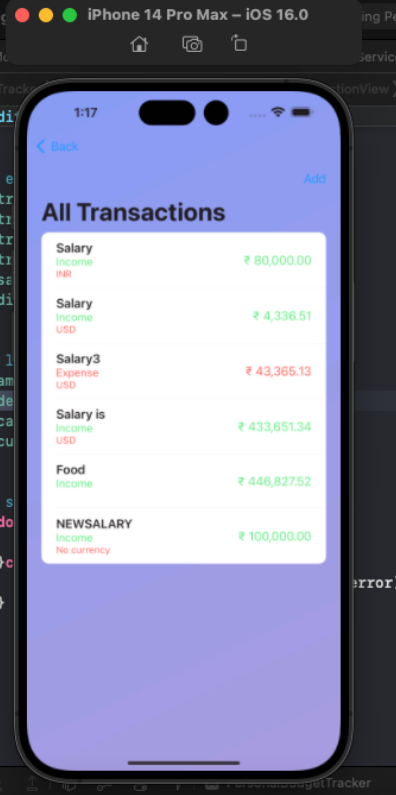 iPhone 14 Pro Max – iOS 16.0
1:17
Back
Add
All Transactions
Salary
Income
INR
₹ 80,000.00
Salary
Income
USD
₹ 4,336.51
Salary3
Expense
USD
₹ 43,365.13
Salary is
Income
USD
₹ 433,651.34
Food
Income
₹ 446,827.52
NEWSALARY
Income
No currency
₹ 100,000.00
PersonalBudgetTracker